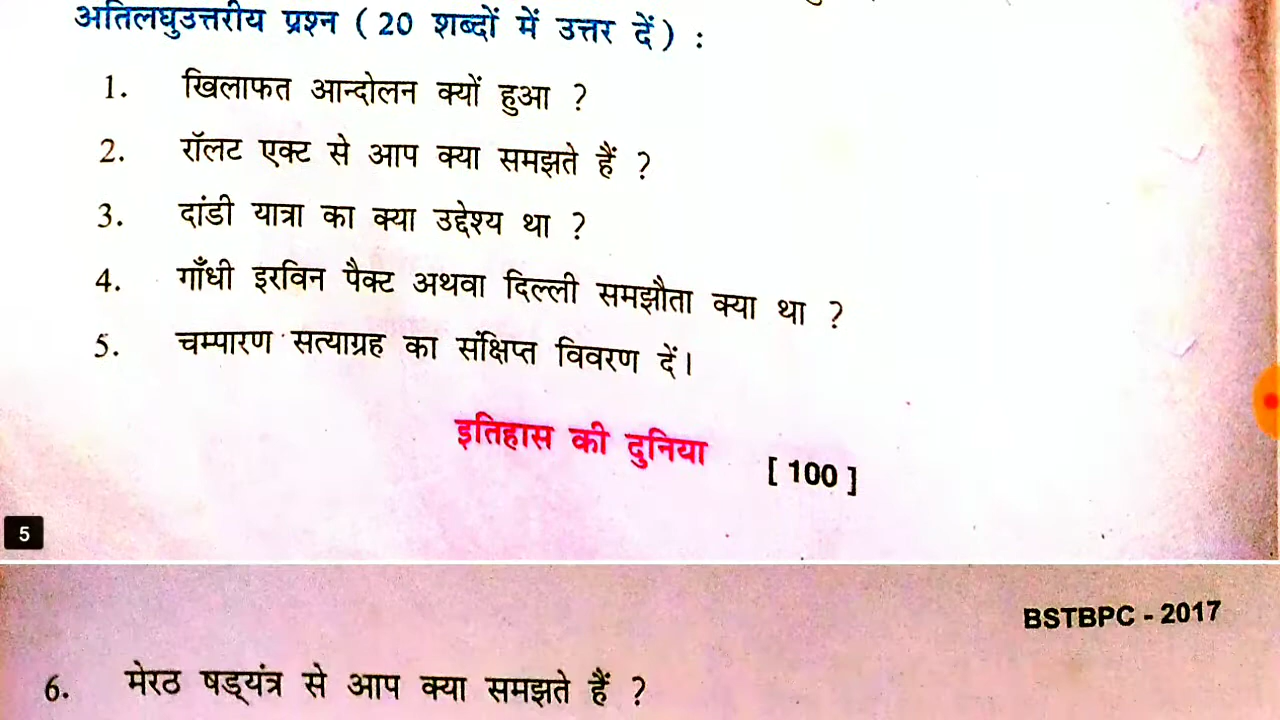 अतिलघुउत्तरीय प्रश्न ( 20 शब्दों में उत्तर दें ) :
1. खिलाफत आन्दोलन क्यों हुआ ?
2. रॉलट एक्ट से आप क्या समझते हैं ?
3. दांडी यात्रा का क्या उद्देश्य था ?
4. गाँधी इरविन पैक्ट अथवा दिल्ली समझौता क्या था ?
5. चम्पारण सत्याग्रह का संक्षिप्त विवरण दें।
इतिहास की दुनिया [ 100 ]
5
BSTBPC - 2017
6. मेरठ षड्यंत्र से आप क्या समझते हैं ?